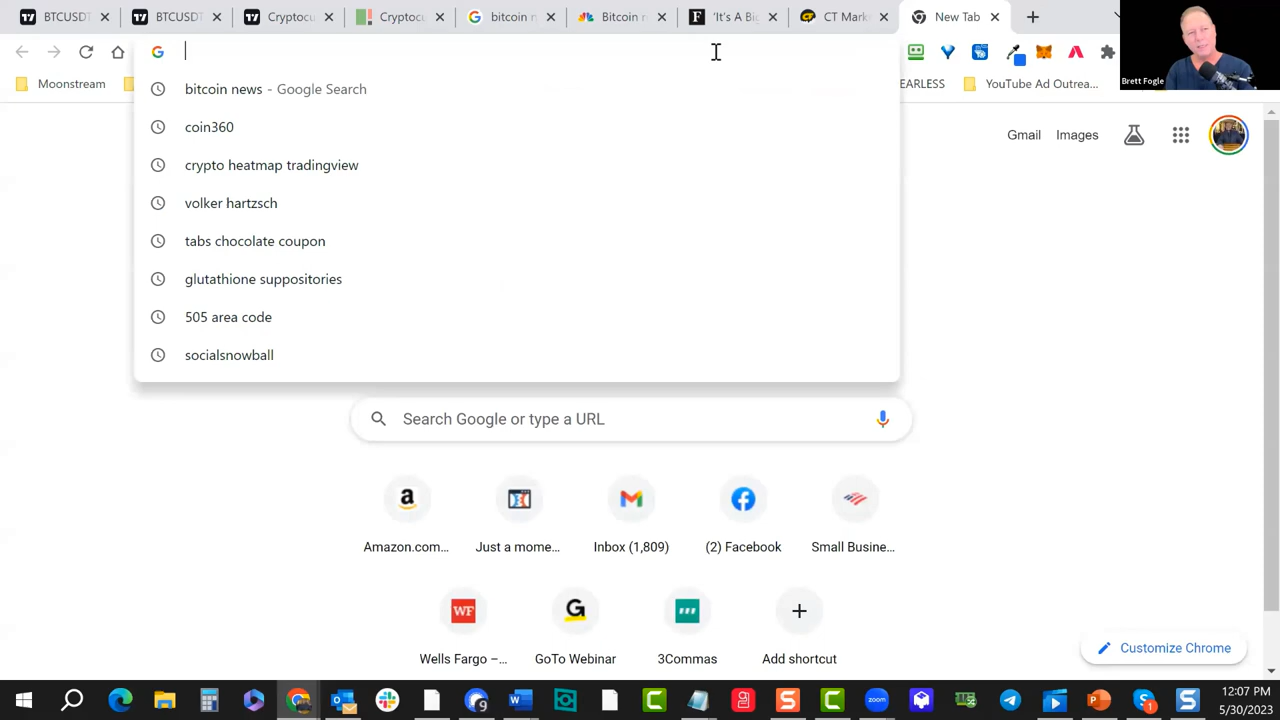 BTCUSDT
BTCUSDT
Cryptocu
Cryptocu
bitcoin n
Bitcoin n
'It's A Big
CT Mark
New Tab
Brett Fogle
Moonstream
EARLESS
YouTube Ad Outrea...
bitcoin news - Google Search
coin360
crypto heatmap tradingview
volker hartzsch
tabs chocolate coupon
glutathione suppositories
505 area code
socialsnowball
Gmail
Images
Search Google or type a URL
Amazon.com...
Just a mome...
Inbox (1,809)
(2) Facebook
Small Busine...
WF
Wells Fargo –...
GoTo Webinar
3Commas
Add shortcut
Customize Chrome
12:07 PM
5/30/2023